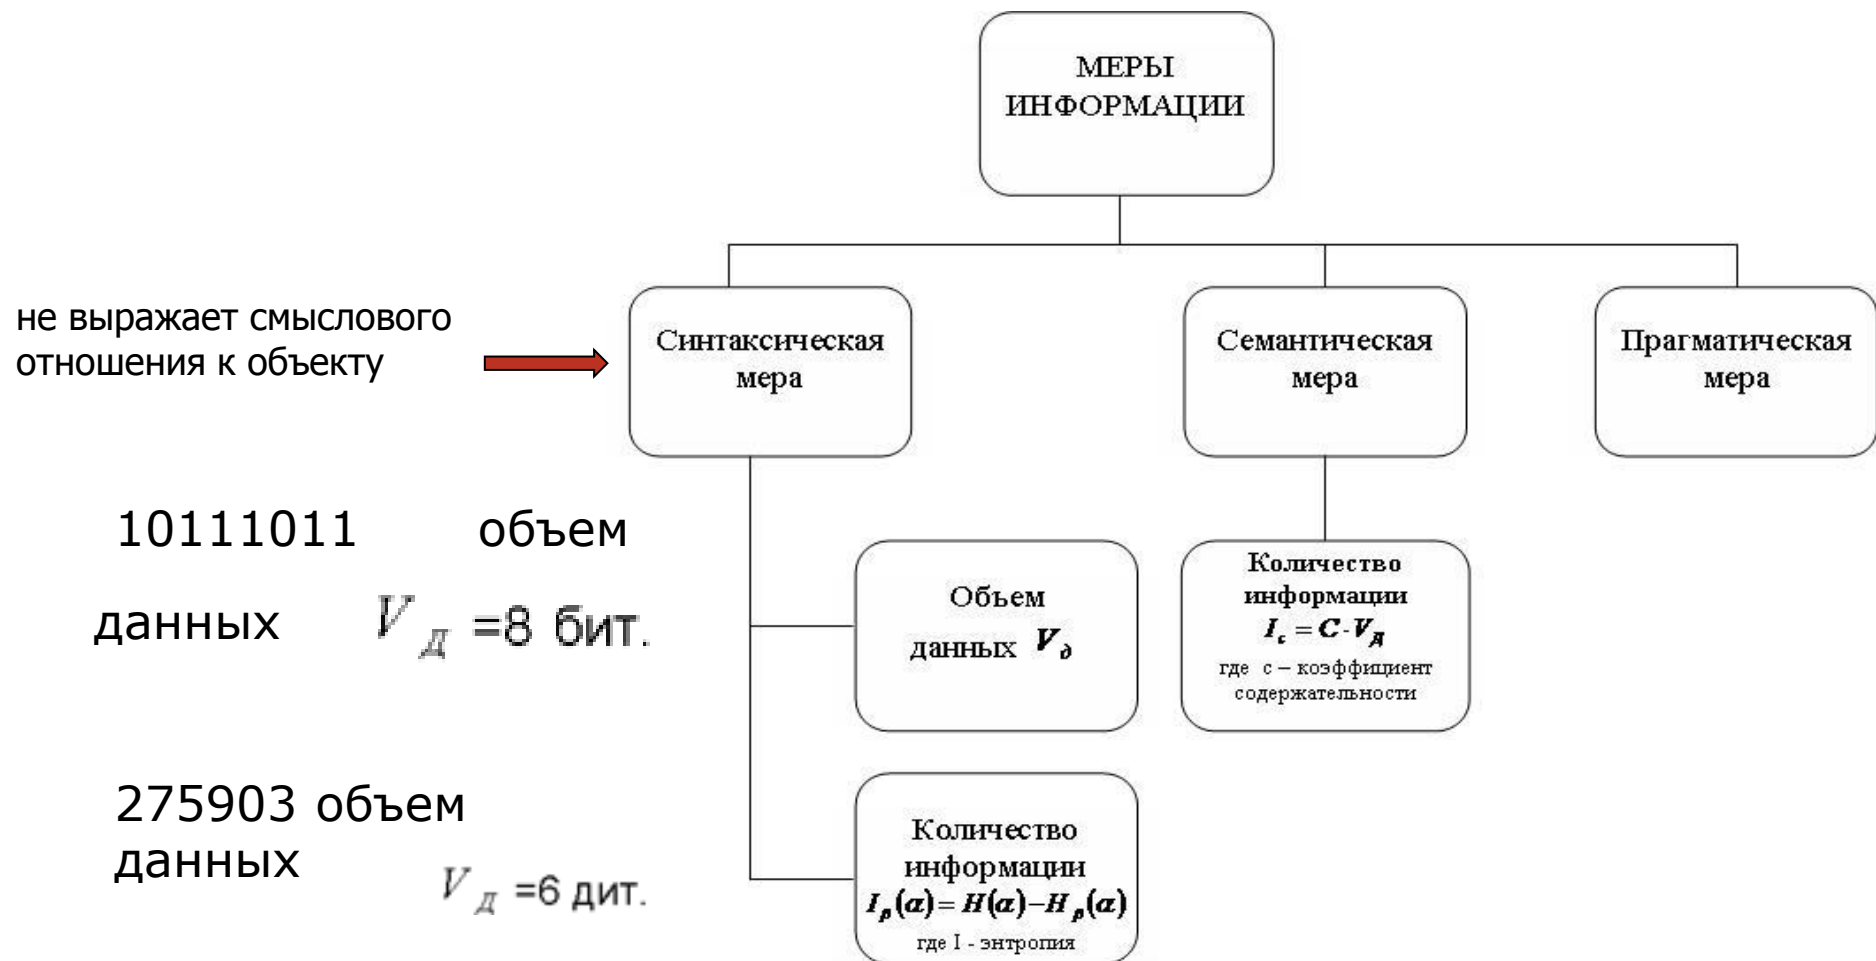 МЕРЫ
ИНФОРМАЦИИ
не выражает смыслового
отношения к объекту
Синтаксическая
мера
Семантическая
мера
Прагматическая
мера
10111011 объем
данных V_Д =8 бит.
275903 объем
данных
V_Д =6 дит.
Объем
данных V_д
Количество
информации
I_c = C · V_Д
где с – коэффициент
содержательности
Количество
информации
I_β(α) = H(α) – H_β(α)
где I - энтропия